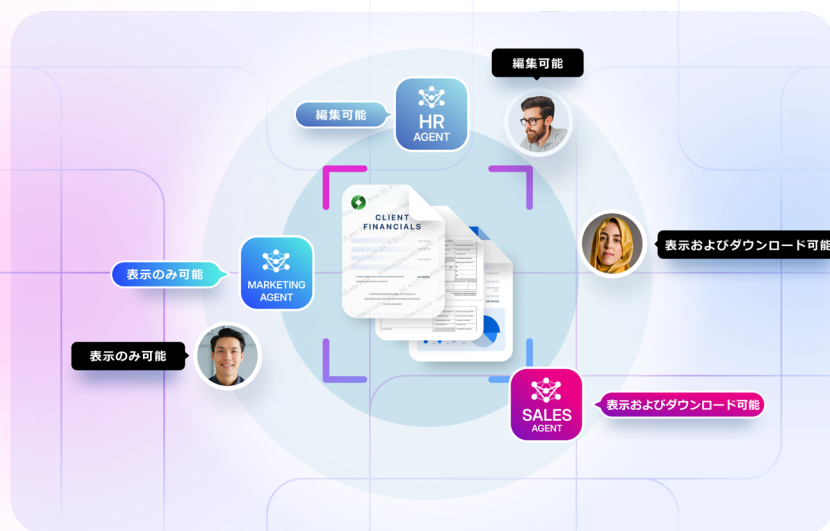 編集可能
編集可能
HR
AGENT
CLIENT
FINANCIALS
表示およびダウンロード可能
表示のみ可能
MARKETING
AGENT
表示のみ可能
SALES
AGENT
表示およびダウンロード可能